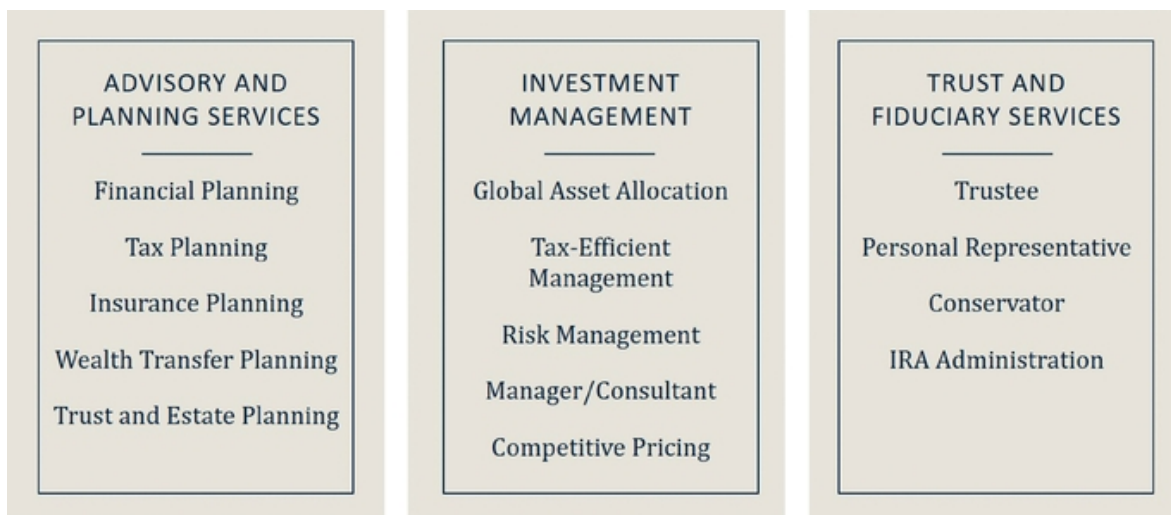 ADVISORY AND
PLANNING SERVICES
Financial Planning
Tax Planning
Insurance Planning
Wealth Transfer Planning
Trust and Estate Planning
INVESTMENT
MANAGEMENT
Global Asset Allocation
Tax-Efficient
Management
Risk Management
Manager/Consultant
Competitive Pricing
TRUST AND
FIDUCIARY SERVICES
Trustee
Personal Representative
Conservator
IRA Administration